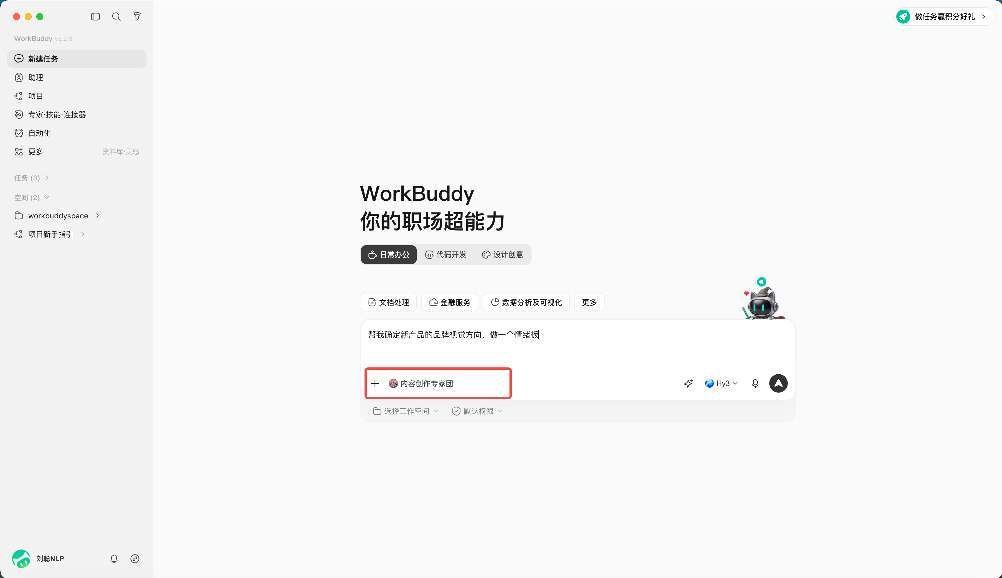 做任务赢积分好礼
WorkBuddy
新建任务
助理
项目
专家·技能·连接器
自动化
更多
任务 (3)
空间 (2)
workbuddyspace
项目新手指引
WorkBuddy
你的职场超能力
日常办公 代码开发 设计创意
文档处理 金融服务 数据分析及可视化 更多
帮我确定新产品的品牌视觉方向，做一个情绪板
内容创作专家团 Hy3
选择工作空间 默认权限
刘聪NLP